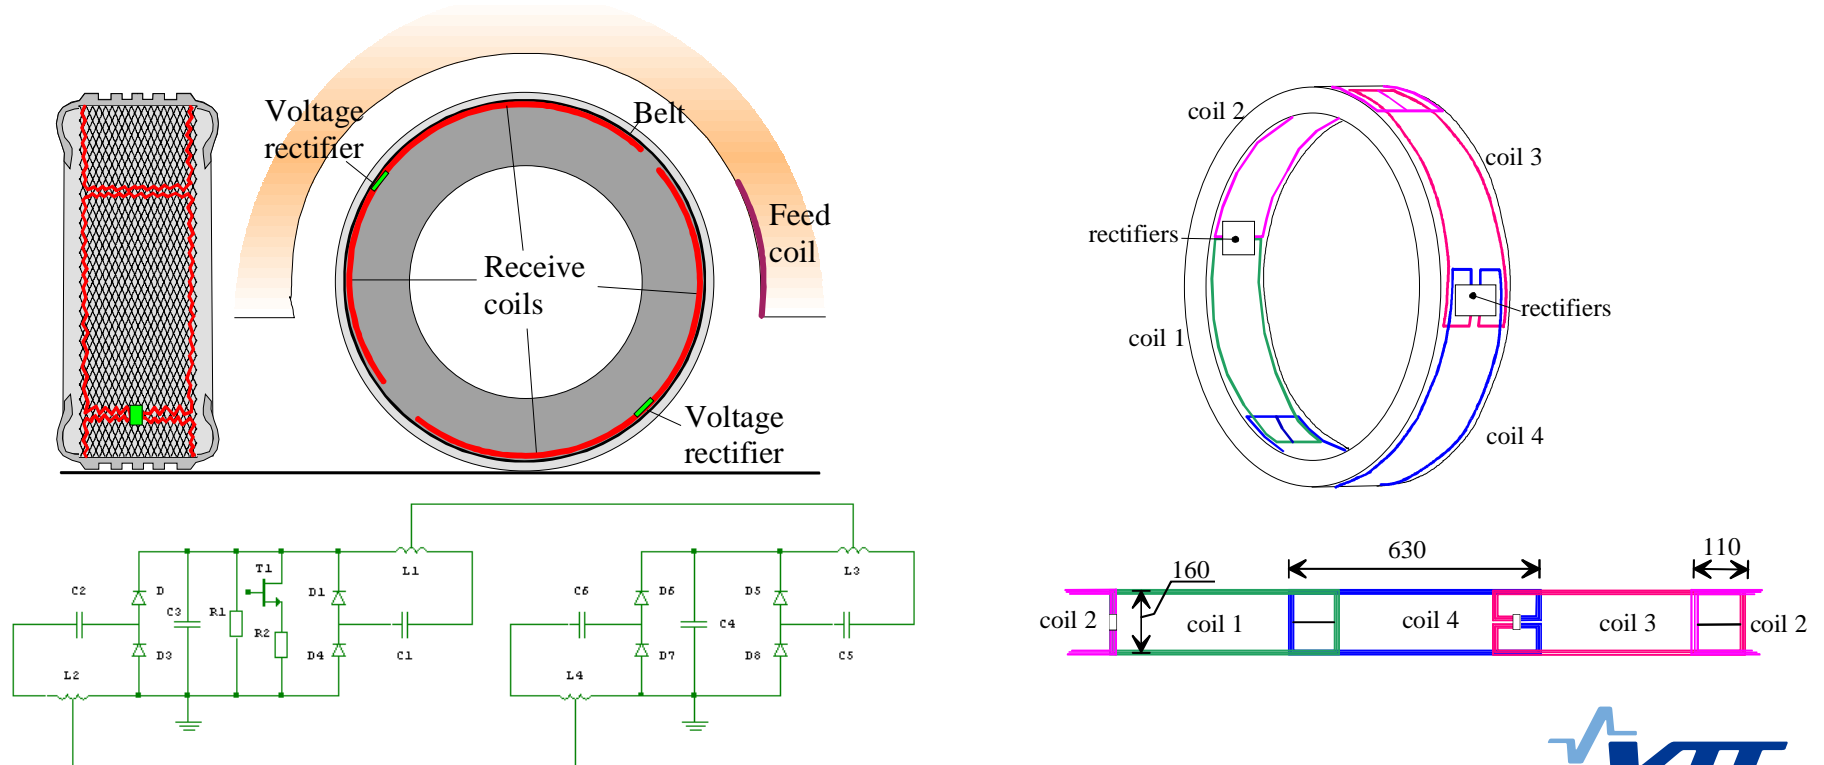 Voltage
rectifier
Belt
Feed
coil
Receive
coils
Voltage
rectifier
coil 2
coil 3
rectifiers
rectifiers
coil 1
coil 4
630
110
160
coil 2
coil 1
coil 4
coil 3
coil 2
C2
D
C3
R1
T1
R2
D1
L1
D3
D4
C1
L2
C6
D6
D5
L3
C4
D7
D8
C5
L4
VTT